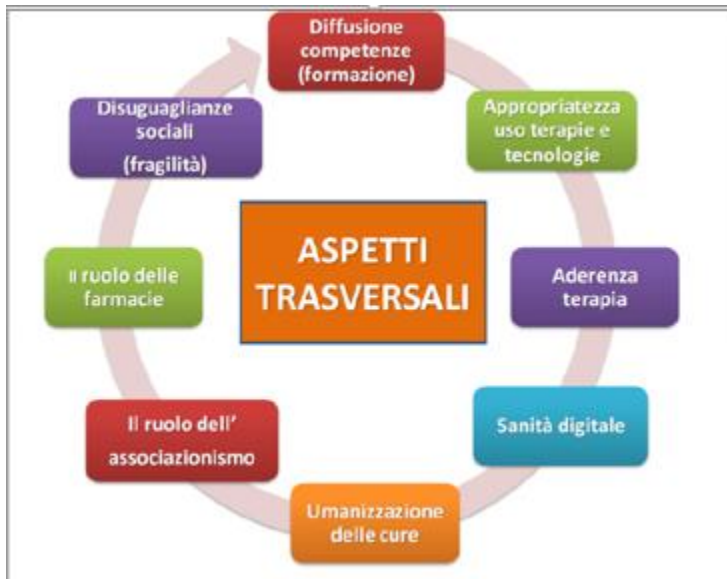 Diffusione
competenze
(formazione)
Appropriatezza
uso terapie e
tecnologie
Aderenza
terapia
Sanità digitale
Umanizzazione
delle cure
Il ruolo dell'
associazionismo
Il ruolo delle
farmacie
Disuguaglianze
sociali
(fragilità)
ASPETTI
TRASVERSALI